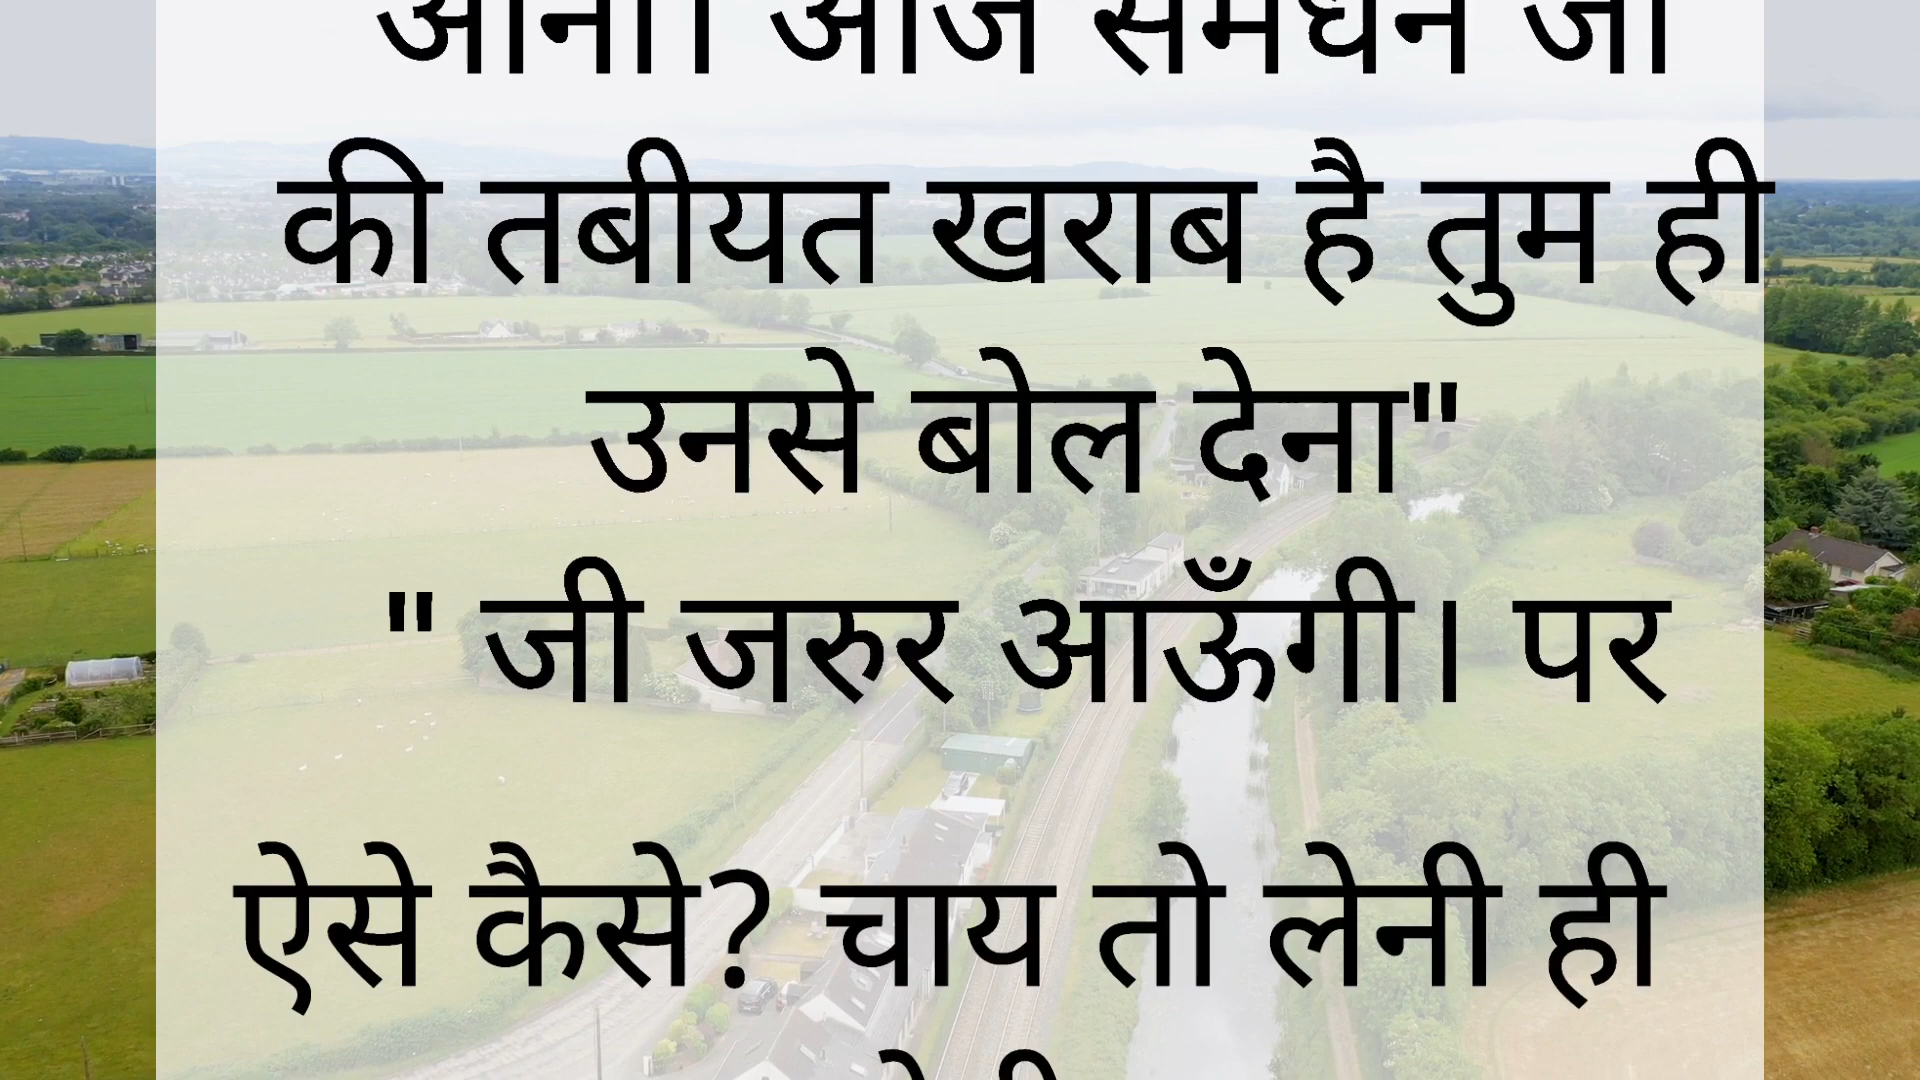 आना। आज समधन जी
की तबीयत खराब है तुम ही
उनसे बोल देना"
" जी जरुर आऊँगी। पर
ऐसे कैसे? चाय तो लेनी ही